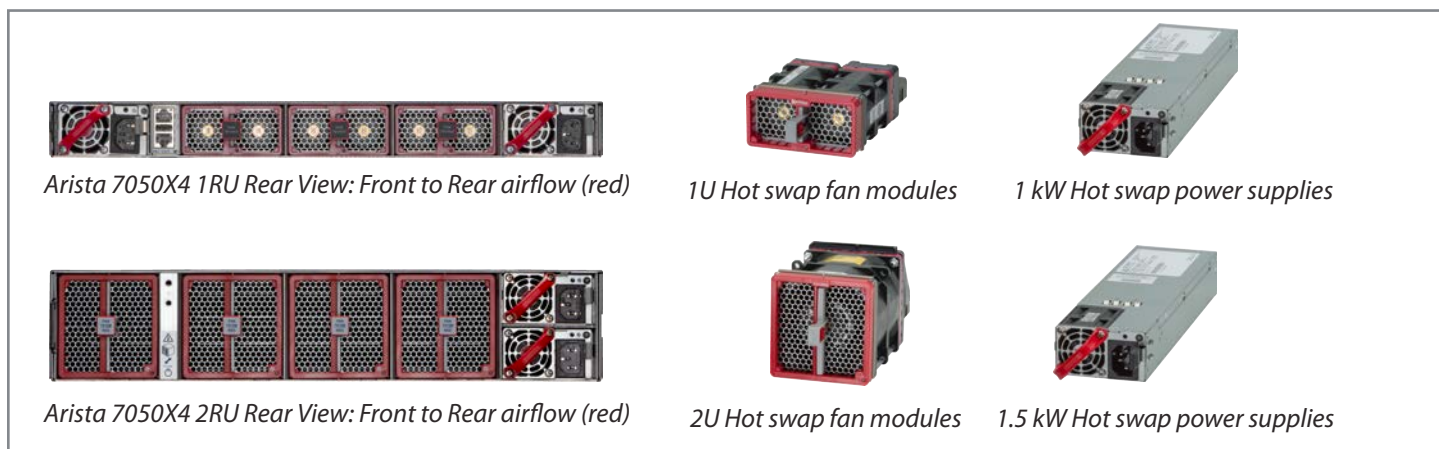 Arista 7050X4 1RU Rear View: Front to Rear airflow (red)
1U Hot swap fan modules
1 kW Hot swap power supplies
Arista 7050X4 2RU Rear View: Front to Rear airflow (red)
2U Hot swap fan modules
1.5 kW Hot swap power supplies